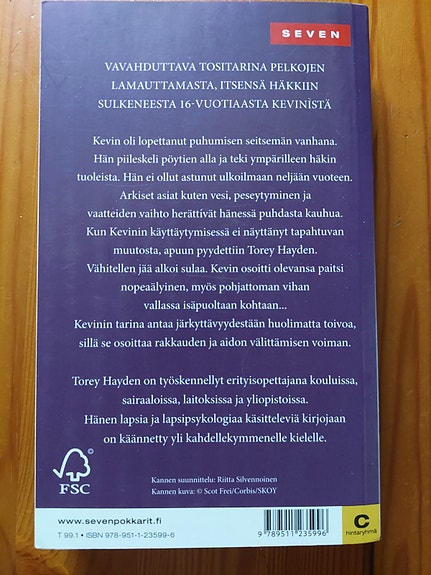 SEVEN
VAVAHDUTTAVA TOSITARINA PELKOJEN
LAMAUTTAMASTA, ITSENSÄ HÄKKIIN
SULKENEESTA 16-VUOTIAASTA KEVINISTÄ
Kevin oli lopettanut puhumisen seitsemän vanhana.
Hän piileskeli pöytien alla ja teki ympärilleen häkin
tuoleista. Hän ei ollut astunut ulkoilmaan neljään vuoteen.
Arkiset asiat kuten vesi, peseytyminen ja
vaatteiden vaihto herättivät hänessä puhdasta kauhua.
Kun Kevinin käyttäytymisessä ei näyttänyt tapahtuvan
muutosta, apuun pyydettiin Torey Hayden.
Vähitellen jää alkoi sulaa. Kevin osoitti olevansa paitsi
nopeaälyinen, myös pohjattoman vihan
vallassa isäpuoltaan kohtaan...
Kevinin tarina antaa järkyttävyydestään huolimatta toivoa,
sillä se osoittaa rakkauden ja aidon välittämisen voiman.
Torey Hayden on työskennellyt erityisopettajana kouluissa,
sairaaloissa, laitoksissa ja yliopistoissa.
Hänen lapsia ja lapsipsykologiaa käsitteleviä kirjojaan
on käännetty yli kahdellekymmenelle kielelle.
FSC
Kannen suunnittelu: Riitta Silvennoinen
Kannen kuva: © Scot Frei/Corbis/SKOY
www.sevenpokkarit.fi
T 99.1 • ISBN 978-951-1-23599-6
9 789511 235996
C
hintaryhmä